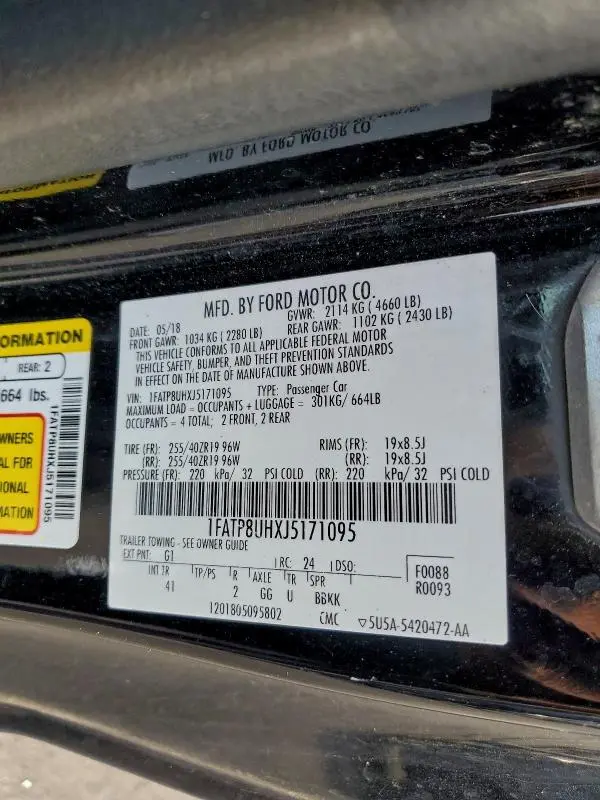 MFD. BY FORD MOTOR CO.
FORMATION
REAR: 2
664 lbs.
WNERS
AL FOR
IONAL
MATION
1FATP8UHXJ5171095
MFD. BY FORD MOTOR CO.
DATE: 05/18 GVWR: 2114 KG ( 4660 LB)
FRONT GAWR: 1034 KG ( 2280 LB) REAR GAWR: 1102 KG ( 2430 LB)
THIS VEHICLE CONFORMS TO ALL APPLICABLE FEDERAL MOTOR
VEHICLE SAFETY, BUMPER, AND THEFT PREVENTION STANDARDS
IN EFFECT ON THE DATE OF MANUFACTURE SHOWN ABOVE.
VIN: 1FATP8UHXJ5171095 TYPE: Passenger Car
MAXIMUM LOAD = OCCUPANTS + LUGGAGE = 301KG/ 664LB
OCCUPANTS = 4 TOTAL; 2 FRONT, 2 REAR
TIRE (FR): 255/40ZR19 96W RIMS (FR): 19x8.5J
(RR): 255/40ZR19 96W (RR): 19x8.5J
PRESSURE (FR): 220 kPa/ 32 PSI COLD (RR): 220 kPa/ 32 PSI COLD
1FATP8UHXJ5171095
TRAILER TOWING - SEE OWNER GUIDE
EXT PNT: G1 RC: 24 DSO: F0088
INT TR TP/PS R AXLE TR SPR R0093
41 2 GG U BBKK
1201805095802 CMC ▽5U5A-5420472-AA